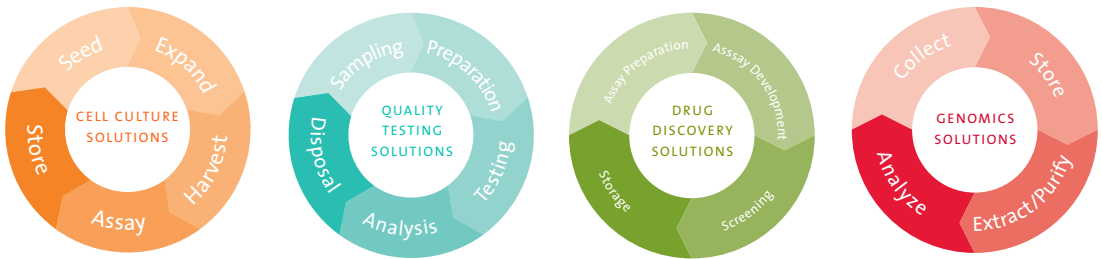 Seed
Expand
Harvest
Assay
Store
CELL CULTURE
SOLUTIONS
Sampling
Preparation
Testing
Analysis
Disposal
QUALITY
TESTING
SOLUTIONS
Assay Preparation
Asssay Development
Screening
Storage
DRUG
DISCOVERY
SOLUTIONS
Collect
Store
Extract/Purify
Analyze
GENOMICS
SOLUTIONS